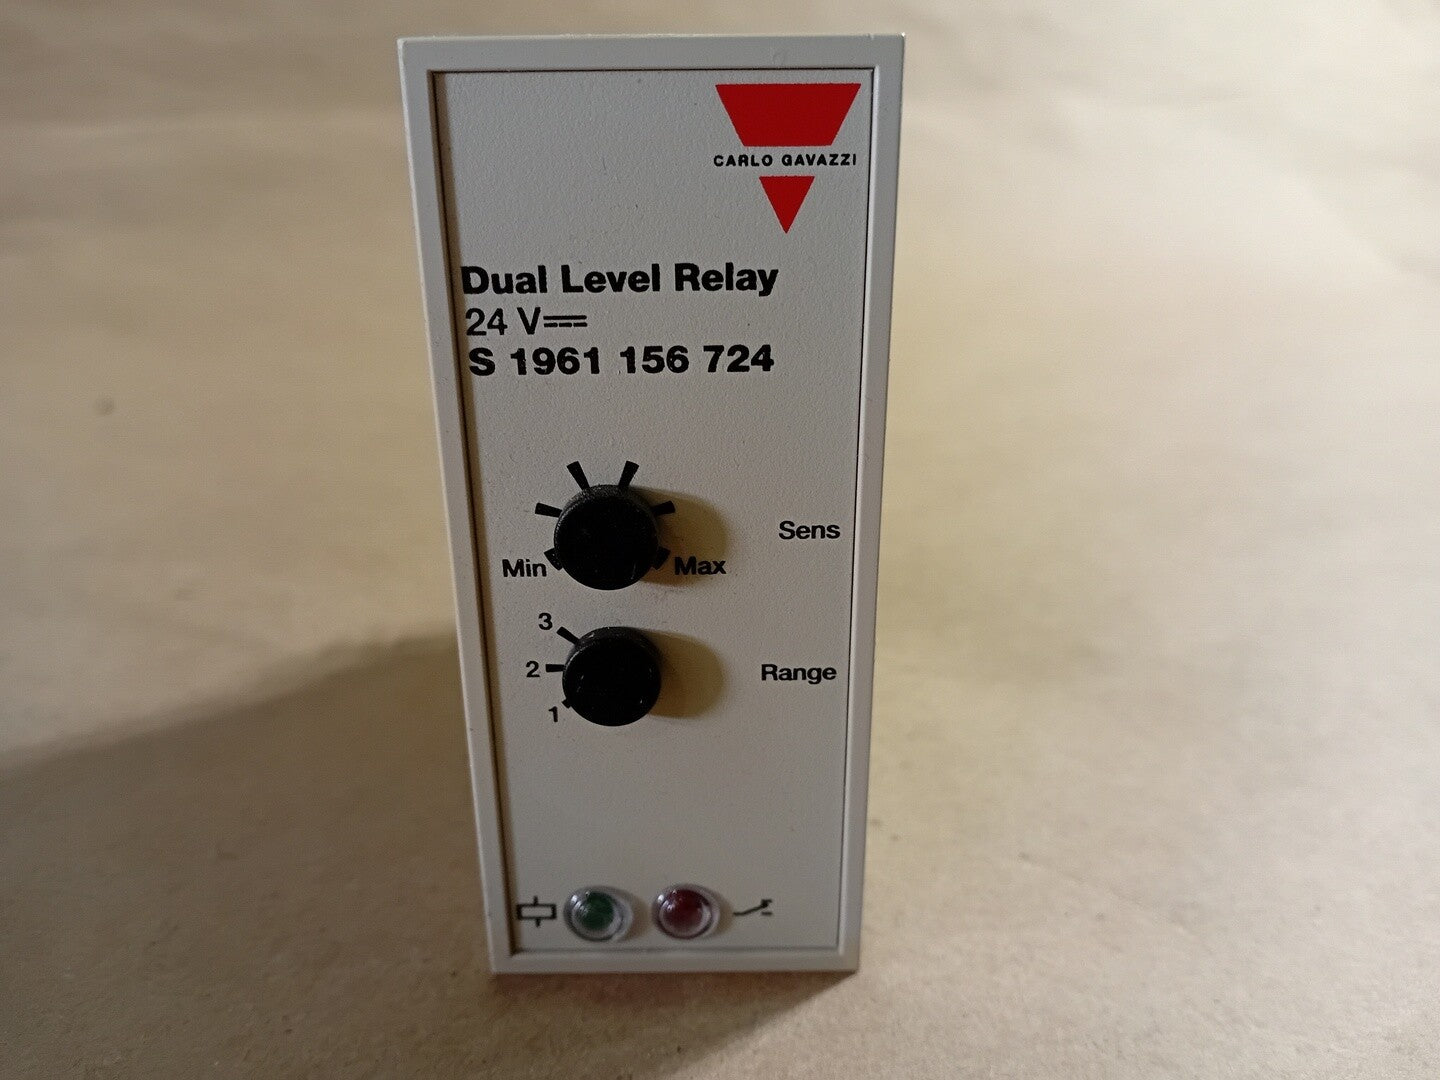 CARLO GAVAZZI
Dual Level Relay
24 V⎓
S 1961 156 724
Sens
Min
Max
3
2
1
Range